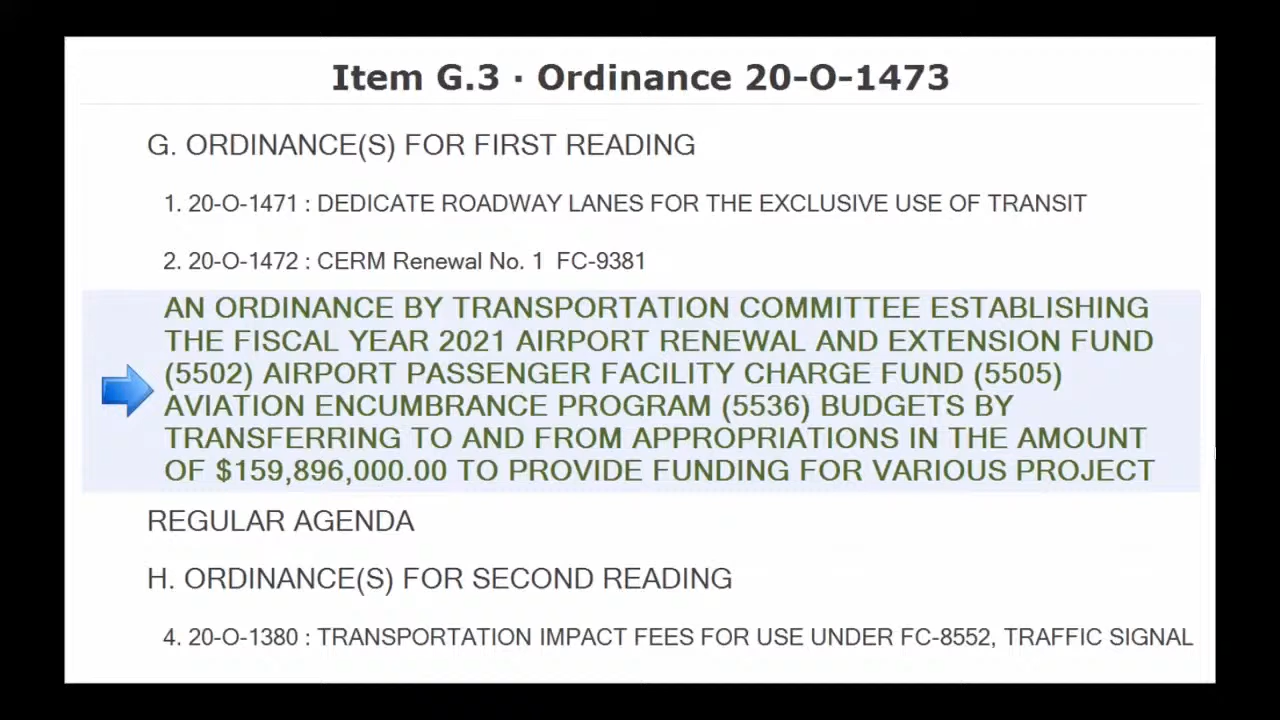 Item G.3 · Ordinance 20-O-1473
G. ORDINANCE(S) FOR FIRST READING
1. 20-O-1471 : DEDICATE ROADWAY LANES FOR THE EXCLUSIVE USE OF TRANSIT
2. 20-O-1472 : CERM Renewal No. 1 FC-9381
AN ORDINANCE BY TRANSPORTATION COMMITTEE ESTABLISHING
THE FISCAL YEAR 2021 AIRPORT RENEWAL AND EXTENSION FUND
(5502) AIRPORT PASSENGER FACILITY CHARGE FUND (5505)
AVIATION ENCUMBRANCE PROGRAM (5536) BUDGETS BY
TRANSFERRING TO AND FROM APPROPRIATIONS IN THE AMOUNT
OF $159,896,000.00 TO PROVIDE FUNDING FOR VARIOUS PROJECT
REGULAR AGENDA
H. ORDINANCE(S) FOR SECOND READING
4. 20-O-1380 : TRANSPORTATION IMPACT FEES FOR USE UNDER FC-8552, TRAFFIC SIGNAL